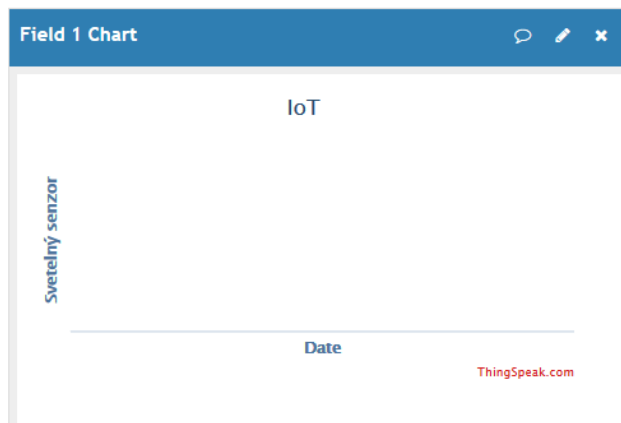 Field 1 Chart
IoT
Svetelný senzor
Date
ThingSpeak.com